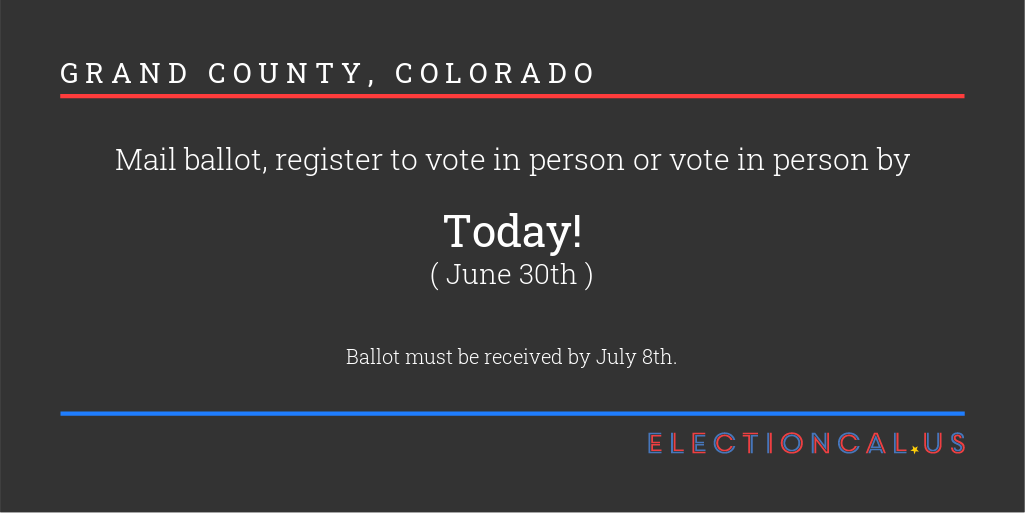 GRAND COUNTY, COLORADO
Mail ballot, register to vote in person or vote in person by
Today!
( June 30th )
Ballot must be received by July 8th.
ELECTIONCAL.US